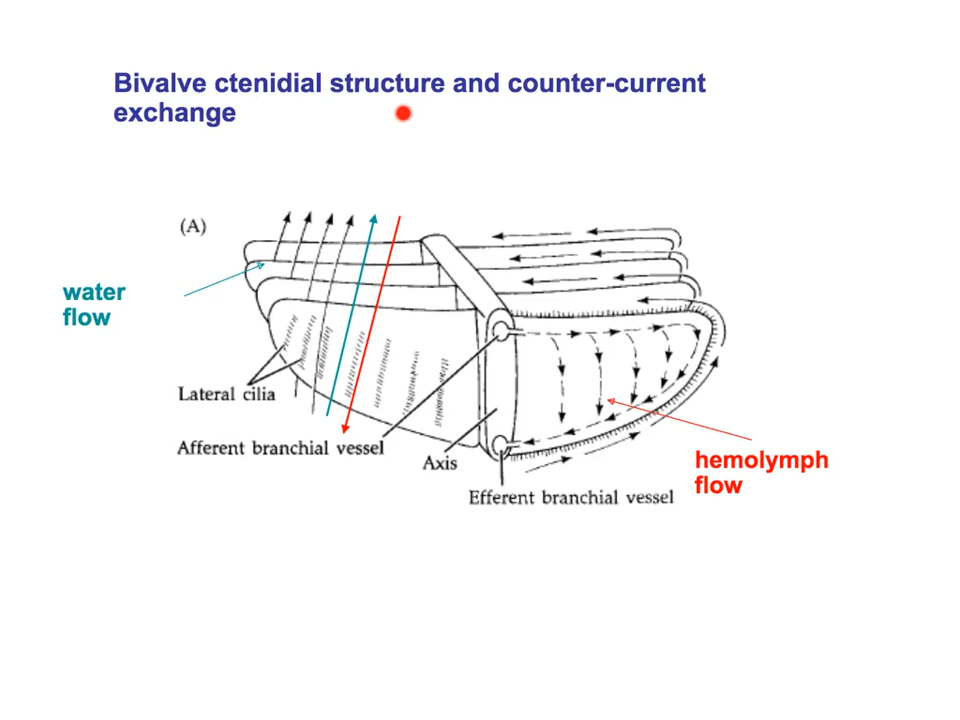 Bivalve ctenidial structure and counter-current
exchange
(A)
water
flow
Lateral cilia
Afferent branchial vessel
Axis
hemolymph
flow
Efferent branchial vessel